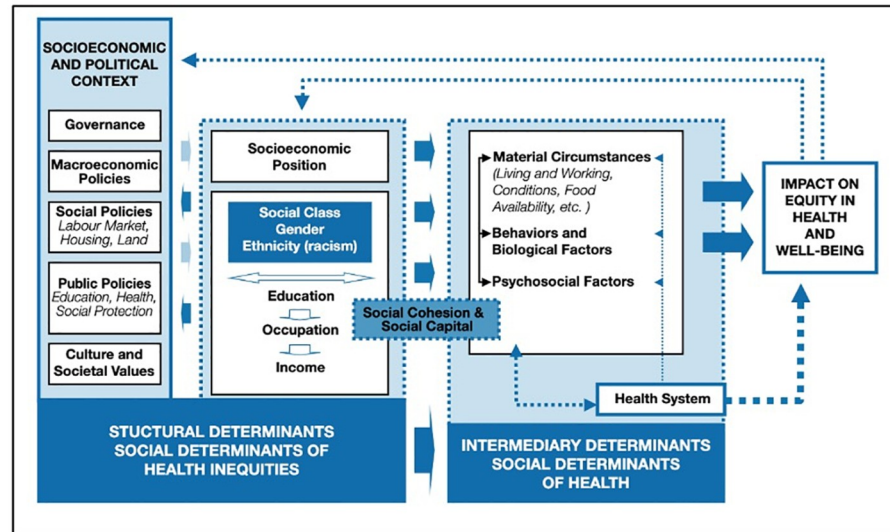 SOCIOECONOMIC
AND POLITICAL
CONTEXT
Governance
Macroeconomic
Policies
Social Policies
Labour Market,
Housing, Land
Public Policies
Education, Health,
Social Protection
Culture and
Societal Values
Socioeconomic
Position
Social Class
Gender
Ethnicity (racism)
Education
Occupation
Income
Social Cohesion &
Social Capital
Material Circumstances
(Living and Working,
Conditions, Food
Availability, etc. )
Behaviors and
Biological Factors
Psychosocial Factors
Health System
IMPACT ON
EQUITY IN
HEALTH
AND
WELL-BEING
STUCTURAL DETERMINANTS
SOCIAL DETERMINANTS OF
HEALTH INEQUITIES
INTERMEDIARY DETERMINANTS
SOCIAL DETERMINANTS
OF HEALTH